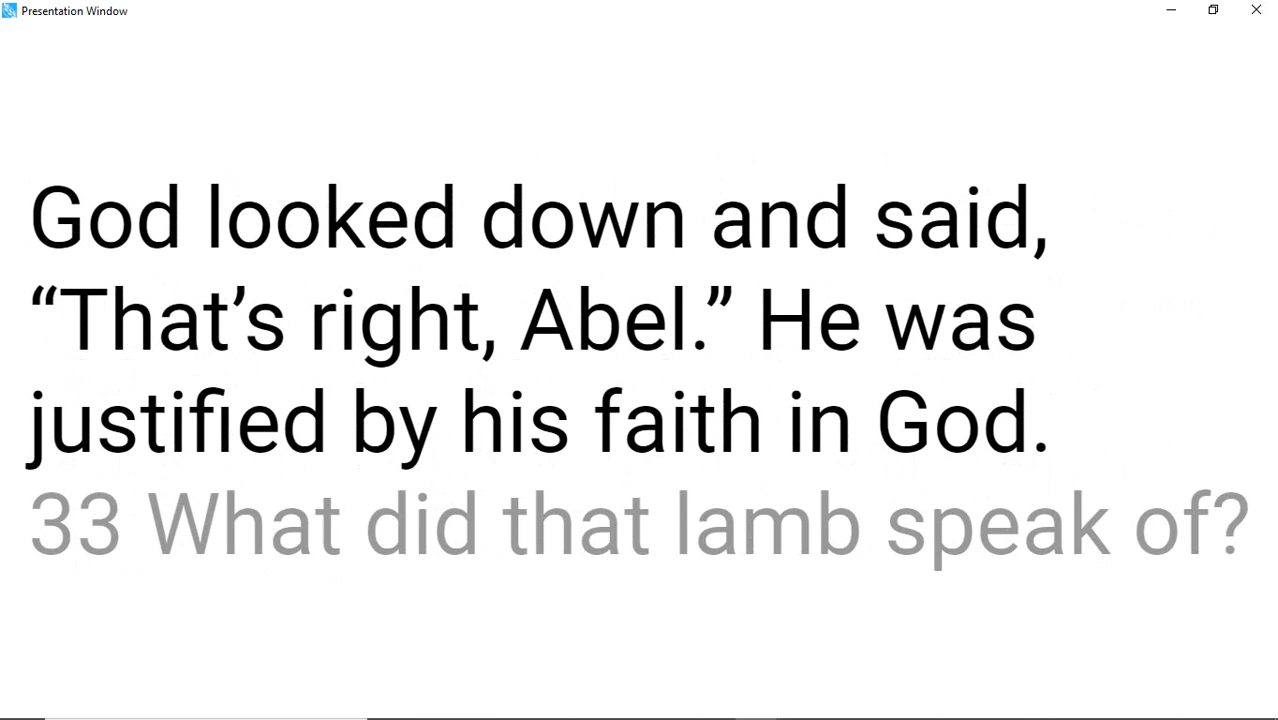 Presentation Window
God looked down and said,
“That’s right, Abel.” He was
justified by his faith in God.
33 What did that lamb speak of?